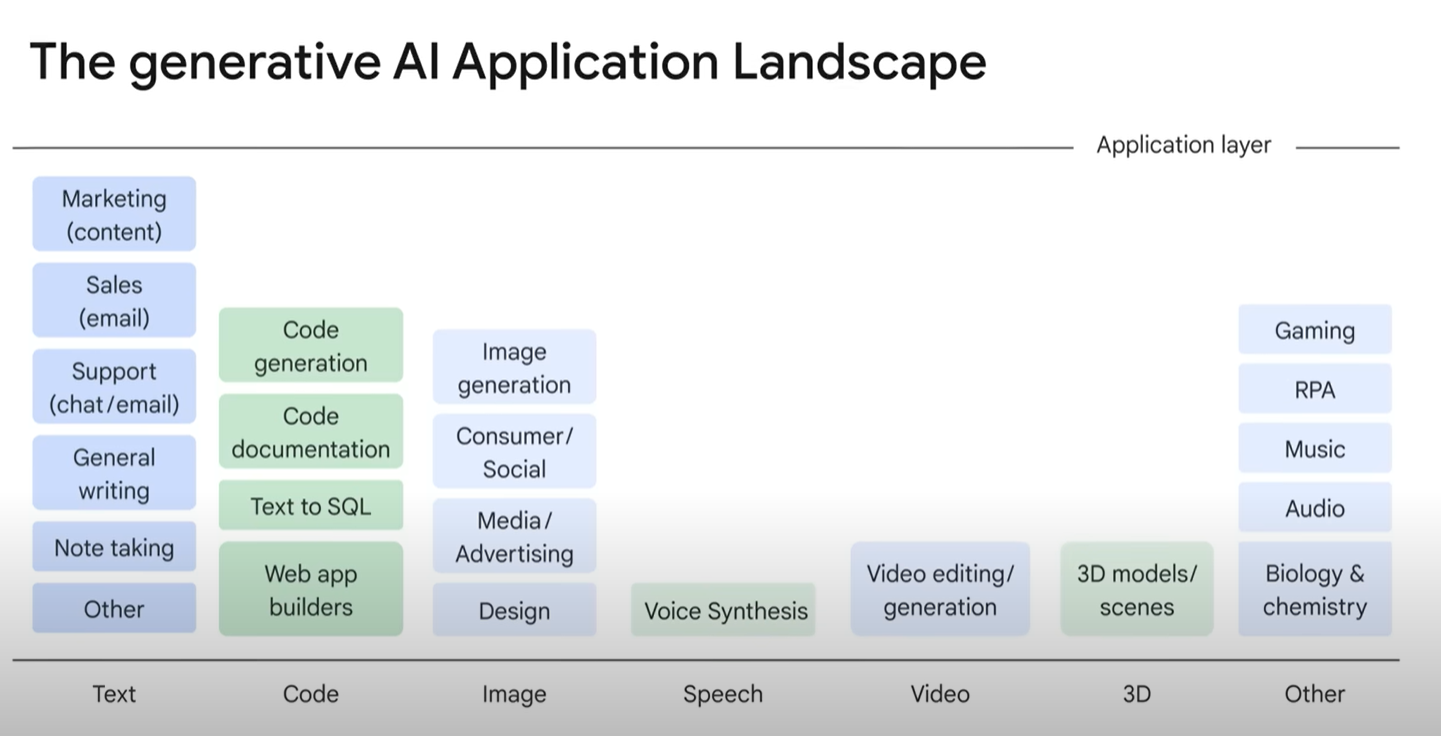 The generative AI Application Landscape
Application layer
Marketing
(content)
Sales
(email)
Support
(chat/email)
General
writing
Note taking
Other
Text
Code
generation
Code
documentation
Text to SQL
Web app
builders
Code
Image
generation
Consumer/
Social
Media/
Advertising
Design
Image
Voice Synthesis
Speech
Video editing/
generation
Video
3D models/
scenes
3D
Gaming
RPA
Music
Audio
Biology &
chemistry
Other